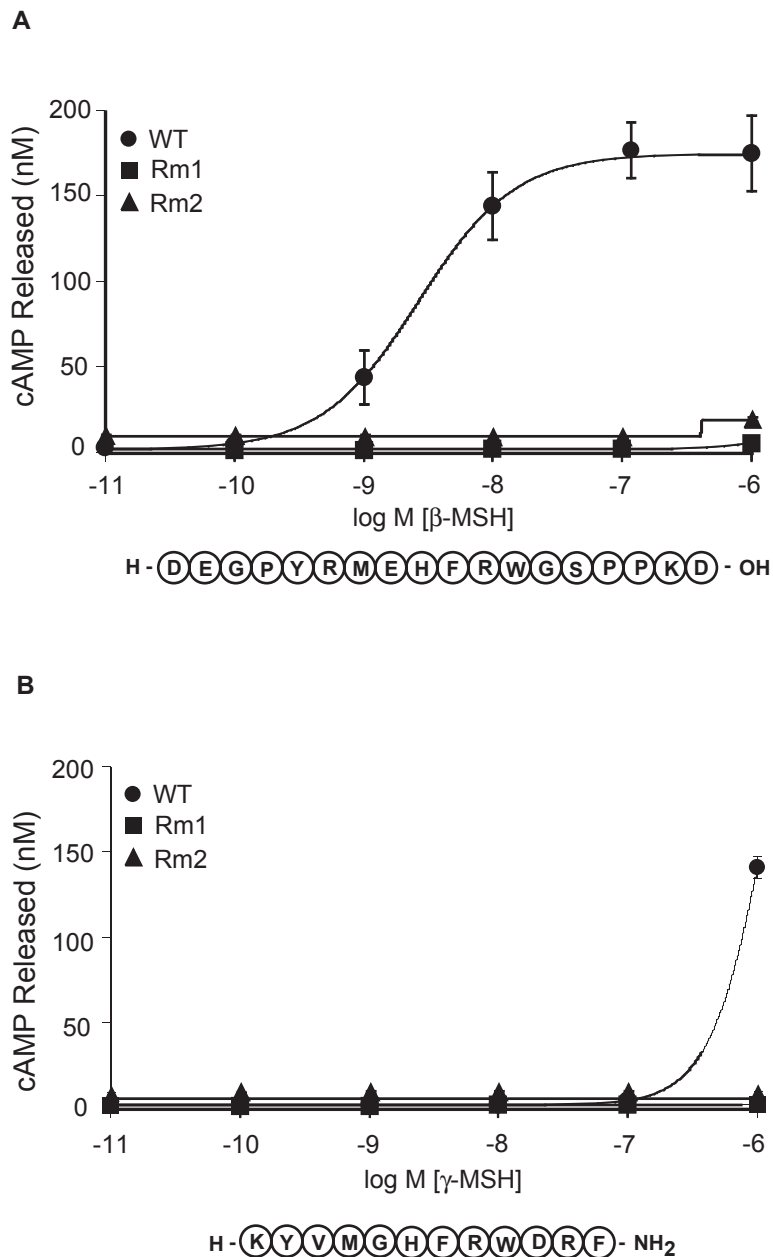 A
200
150
100
50
0
cAMP Released (nM)
WT
Rm1
Rm2
-11 -10 -9 -8 -7 -6
log M [β-MSH]
H - D E G P Y R M E H F R W G S P P K D - OH
B
200
150
100
50
0
cAMP Released (nM)
WT
Rm1
Rm2
-11 -10 -9 -8 -7 -6
log M [γ-MSH]
H - K Y V M G H F R W D R F - NH2